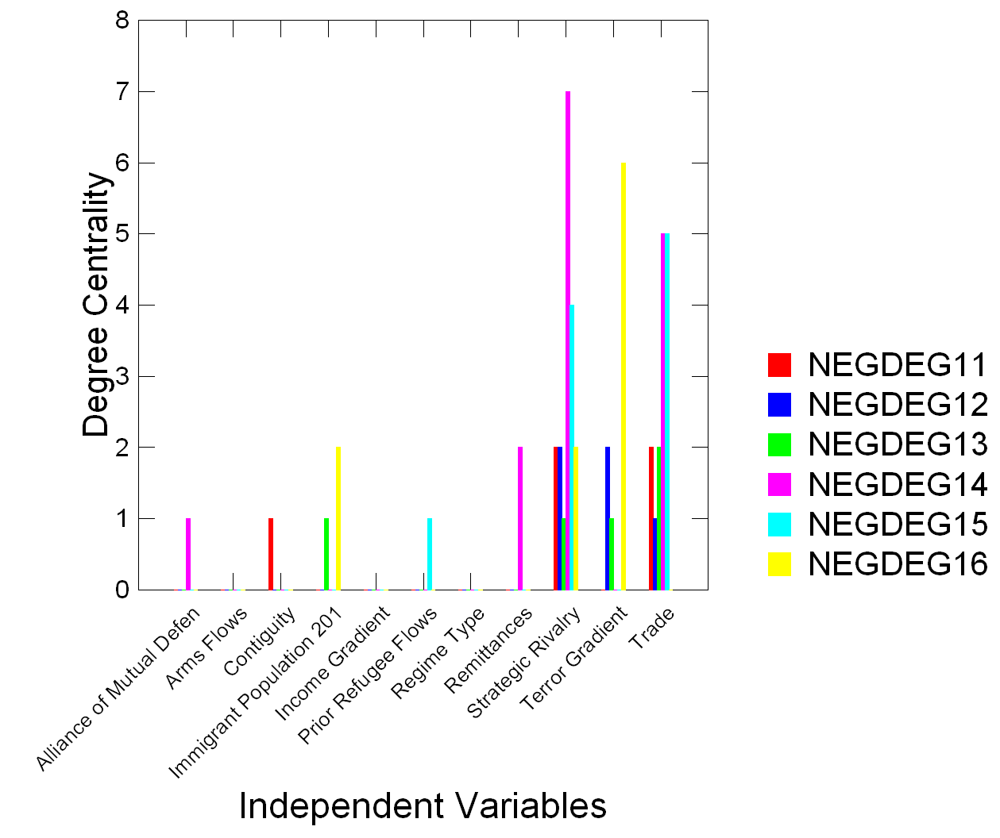 8
7
6
5
4
3
2
1
0
Degree Centrality
Alliance of Mutual Defen
Arms Flows
Contiguity
Immigrant Population 201
Income Gradient
Prior Refugee Flows
Regime Type
Remittances
Strategic Rivalry
Terror Gradient
Trade
Independent Variables
NEGDEG11
NEGDEG12
NEGDEG13
NEGDEG14
NEGDEG15
NEGDEG16